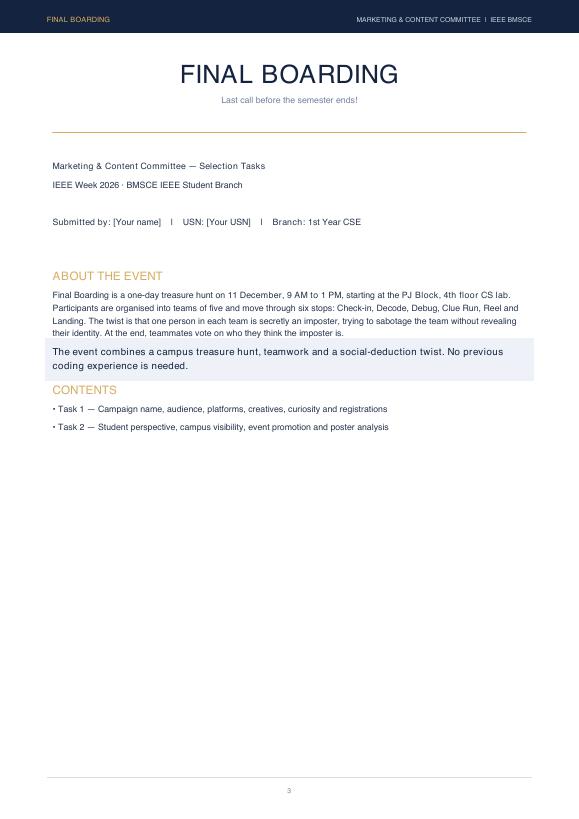 FINAL BOARDING
MARKETING & CONTENT COMMITTEE | IEEE BMSCE
FINAL BOARDING
Last call before the semester ends!
Marketing & Content Committee — Selection Tasks
IEEE Week 2026 · BMSCE IEEE Student Branch
Submitted by: [Your name] | USN: [Your USN] | Branch: 1st Year CSE
ABOUT THE EVENT
Final Boarding is a one-day treasure hunt on 11 December, 9 AM to 1 PM, starting at the PJ Block, 4th floor CS lab.
Participants are organised into teams of five and move through six stops: Check-in, Decode, Debug, Clue Run, Reel and
Landing. The twist is that one person in each team is secretly an imposter, trying to sabotage the team without revealing
their identity. At the end, teammates vote on who they think the imposter is.
The event combines a campus treasure hunt, teamwork and a social-deduction twist. No previous
coding experience is needed.
CONTENTS
• Task 1 — Campaign name, audience, platforms, creatives, curiosity and registrations
• Task 2 — Student perspective, campus visibility, event promotion and poster analysis
3